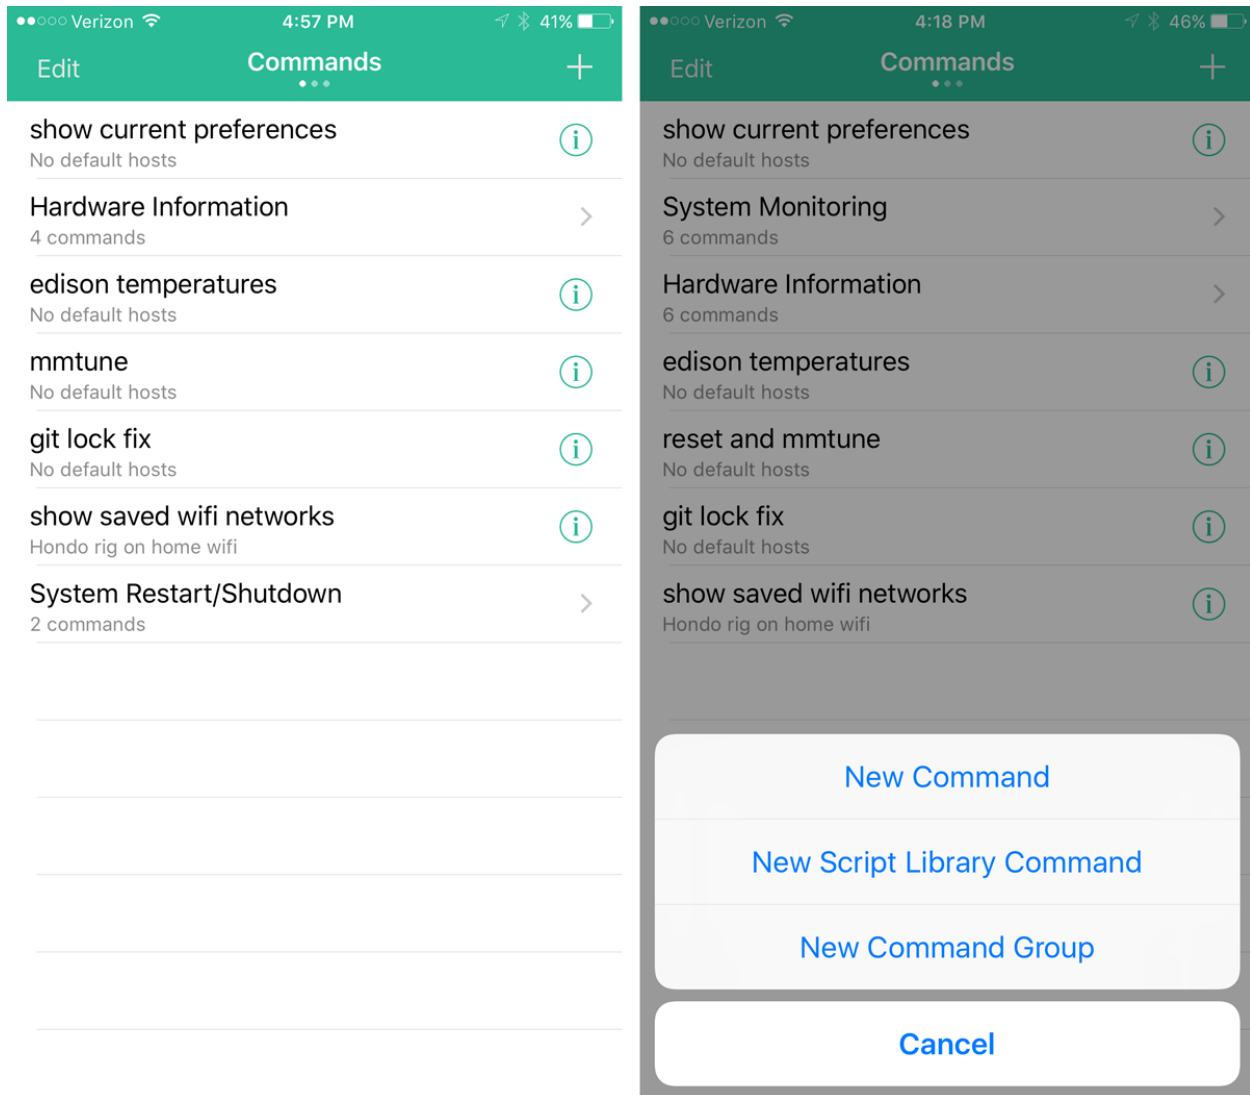 Verizon 4:57 PM 41%
Edit Commands +
show current preferences
No default hosts
Hardware Information
4 commands
edison temperatures
No default hosts
mmtune
No default hosts
git lock fix
No default hosts
show saved wifi networks
Hondo rig on home wifi
System Restart/Shutdown
2 commands
Verizon 4:18 PM 46%
Edit Commands +
show current preferences
No default hosts
System Monitoring
6 commands
Hardware Information
6 commands
edison temperatures
No default hosts
reset and mmtune
No default hosts
git lock fix
No default hosts
show saved wifi networks
Hondo rig on home wifi
New Command
New Script Library Command
New Command Group
Cancel